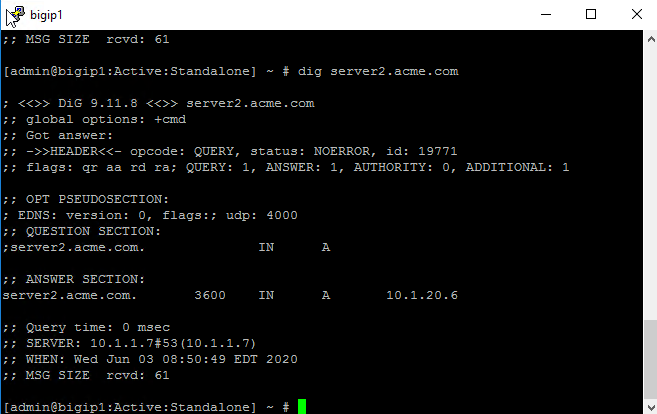 bigip1
;; MSG SIZE  rcvd: 61
[admin@bigip1:Active:Standalone] ~ # dig server2.acme.com
; <<>> DiG 9.11.8 <<>> server2.acme.com
;; global options: +cmd
;; Got answer:
;; ->>HEADER<<- opcode: QUERY, status: NOERROR, id: 19771
;; flags: qr aa rd ra; QUERY: 1, ANSWER: 1, AUTHORITY: 0, ADDITIONAL: 1
;; OPT PSEUDOSECTION:
; EDNS: version: 0, flags:; udp: 4000
;; QUESTION SECTION:
;server2.acme.com.              IN      A
;; ANSWER SECTION:
server2.acme.com.       3600    IN      A       10.1.20.6
;; Query time: 0 msec
;; SERVER: 10.1.1.7#53(10.1.1.7)
;; WHEN: Wed Jun 03 08:50:49 EDT 2020
;; MSG SIZE  rcvd: 61
[admin@bigip1:Active:Standalone] ~ #